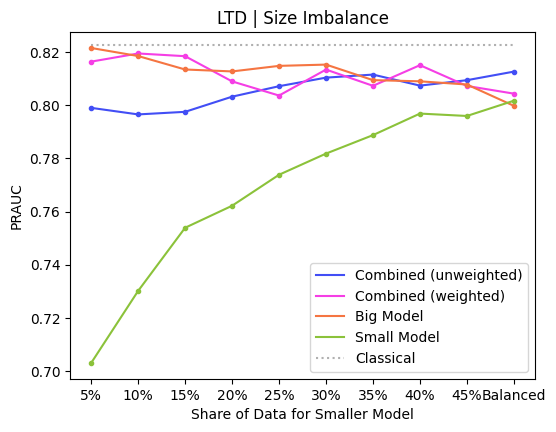 LTD | Size Imbalance
PRAUC
0.82
0.80
0.78
0.76
0.74
0.72
0.70
Combined (unweighted)
Combined (weighted)
Big Model
Small Model
Classical
5% 10% 15% 20% 25% 30% 35% 40% 45% Balanced
Share of Data for Smaller Model